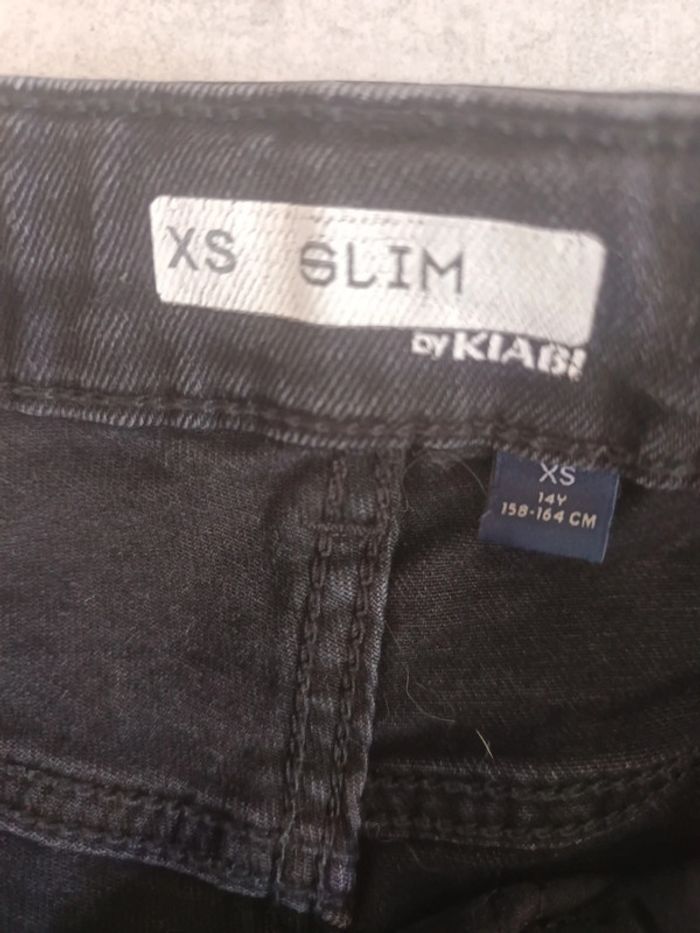 XS SLIM
by KIABI
XS
14Y
158-164 CM